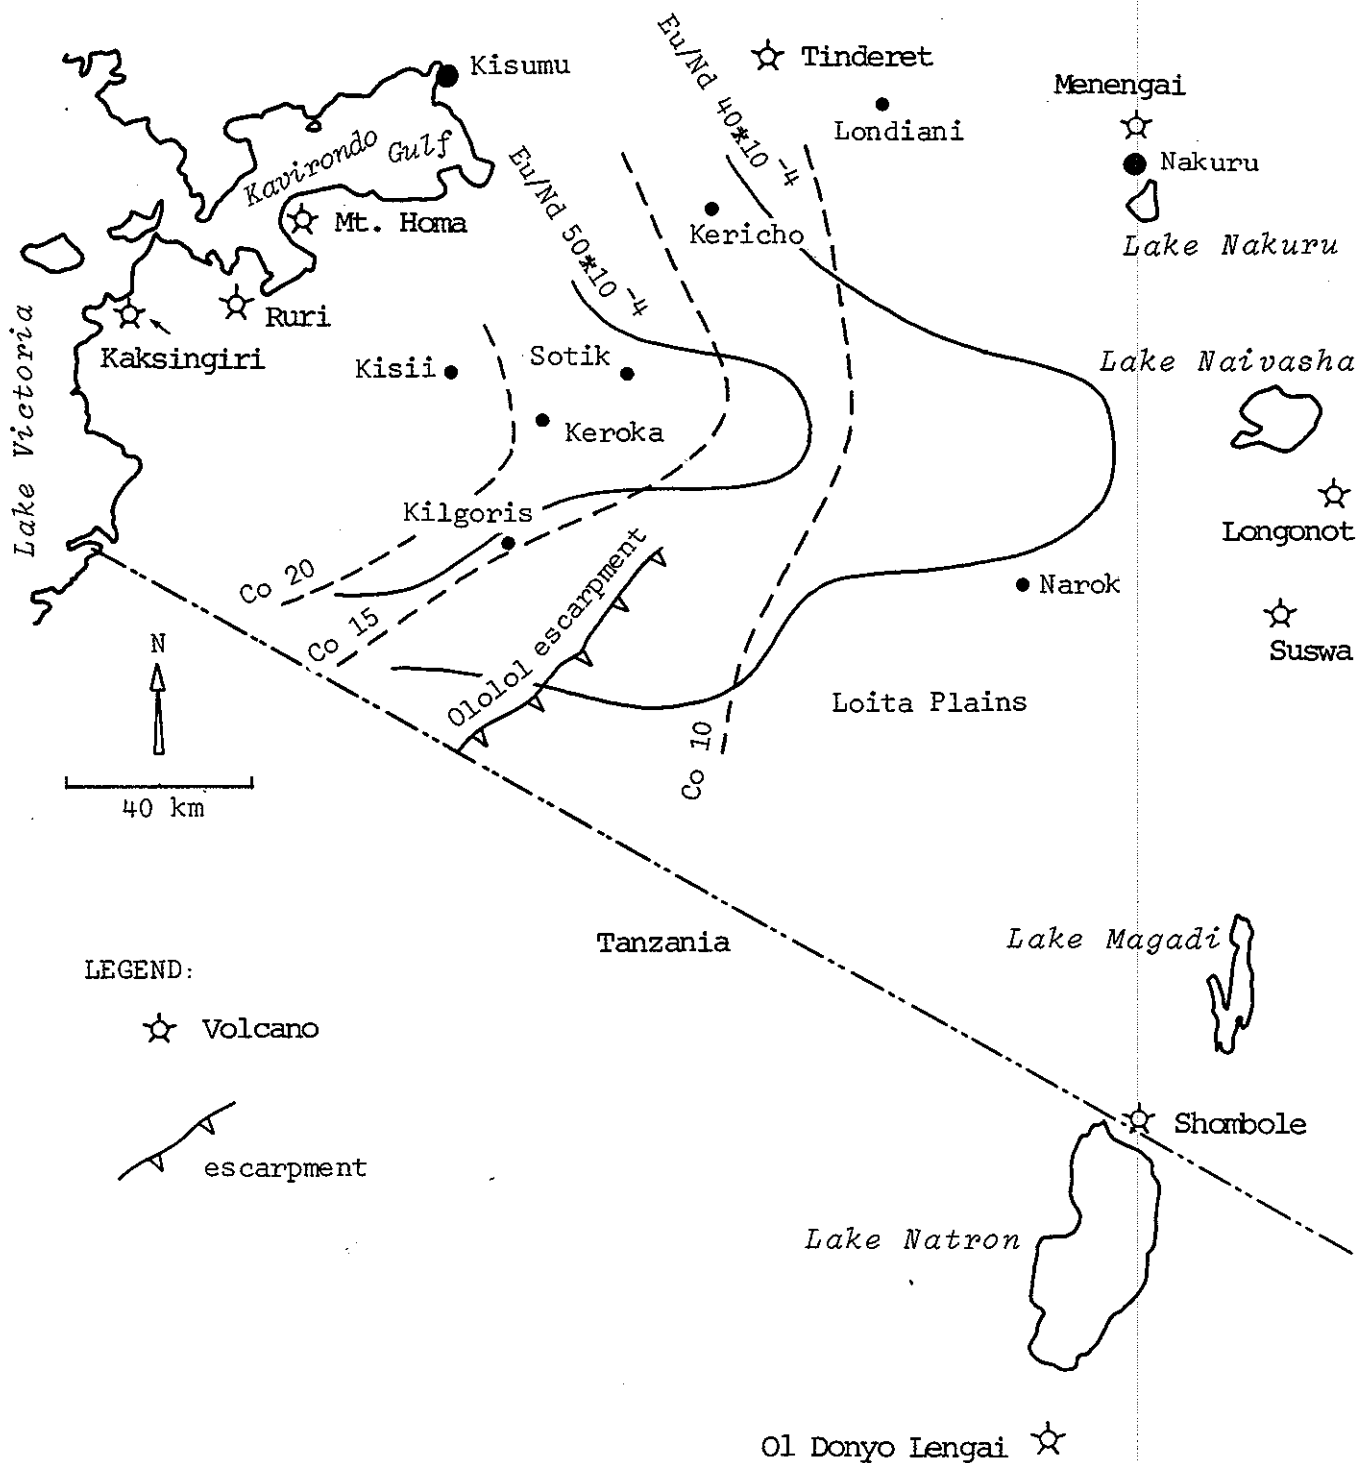 Kisumu
Tinderet
Menengai
Londiani
Nakuru
Kavirondo
Gulf
Eu/Nd 40*10 -4
Eu/Nd 50*10 -4
Mt. Homa
Kericho
Lake Nakuru
Ruri
Kaksingiri
Lake Victoria
Kisii
Sotik
Keroka
Lake Naivasha
Kilgoris
Longonot
Co 20
Co 15
Ololol escarpment
Narok
Suswa
N
Loita Plains
Co 10
40 km
Tanzania
Lake Magadi
LEGEND:
Volcano
escarpment
Shombole
Lake Natron
Ol Donyo Lengai